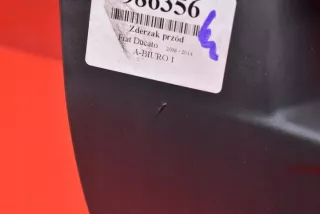 986356
Zderzak przód
Fiat Ducato 2006-2014
A-BIURO 1